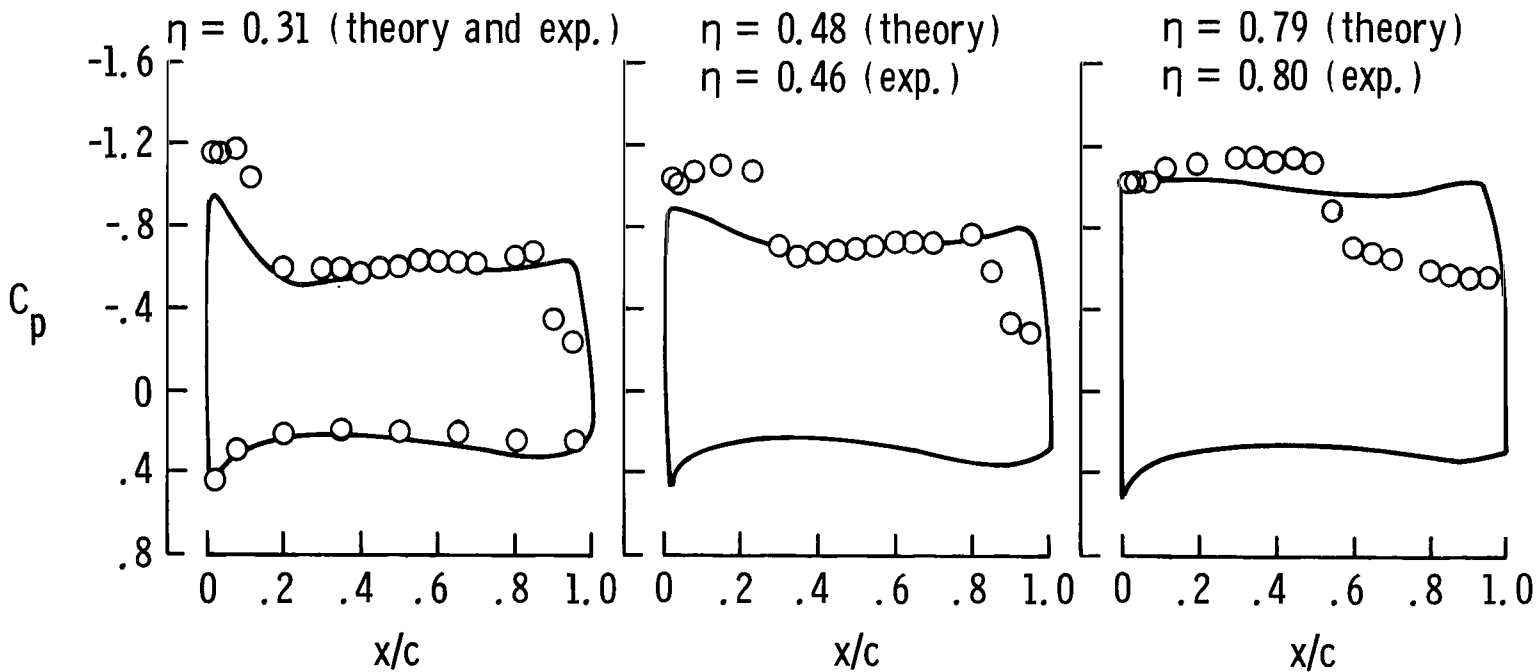 η = 0.31 (theory and exp.)
η = 0.48 (theory)
η = 0.46 (exp.)
η = 0.79 (theory)
η = 0.80 (exp.)
-1.6
-1.2
-.8
-.4
0
.4
.8
Cp
0 .2 .4 .6 .8 1.0
x/c
0 .2 .4 .6 .8 1.0
x/c
0 .2 .4 .6 .8 1.0
x/c